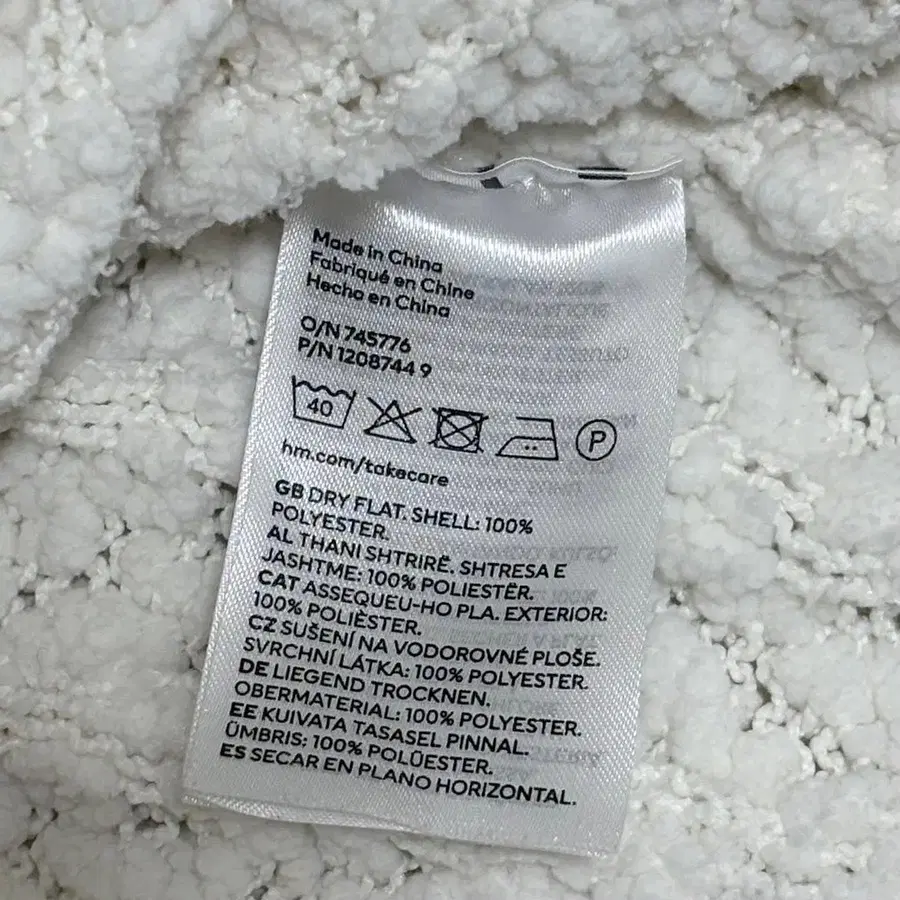 Made in China
Fabriqué en Chine
Hecho en China
O/N 745776
P/N 1208744 9
40
P
hm.com/takecare
GB DRY FLAT. SHELL: 100%
POLYESTER.
AL THANI SHTRIRË. SHTRESA E
JASHTME: 100% POLIESTËR.
CAT ASSEQUEU-HO PLA. EXTERIOR:
100% POLIÈSTER.
CZ SUŠENÍ NA VODOROVNÉ PLOŠE.
SVRCHNÍ LÁTKA: 100% POLYESTER.
DE LIEGEND TROCKNEN.
OBERMATERIAL: 100% POLYESTER.
EE KUIVATA TASASEL PINNAL.
ÜMBRIS: 100% POLÜESTER.
ES SECAR EN PLANO HORIZONTAL.